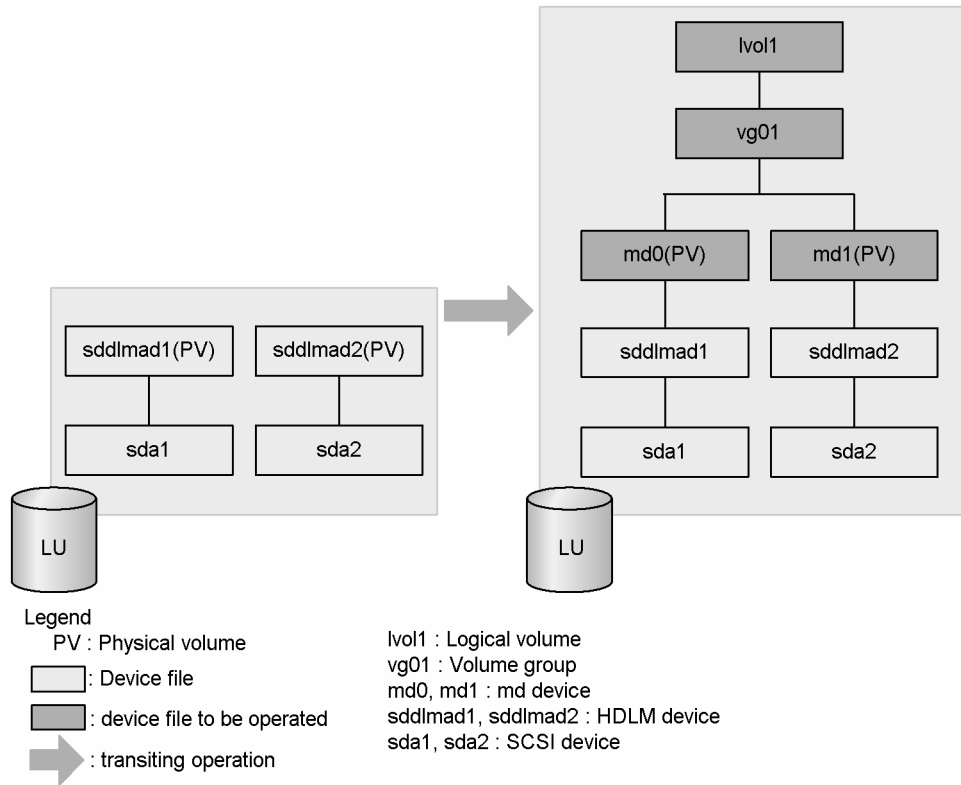 lvol1
vg01
md0(PV)
md1(PV)
sddlmad1(PV)
sddlmad2(PV)
sddlmad1
sddlmad2
sda1
sda2
sda1
sda2
LU
LU
Legend
PV : Physical volume
: Device file
: device file to be operated
: transiting operation
lvol1 : Logical volume
vg01 : Volume group
md0, md1 : md device
sddlmad1, sddlmad2 : HDLM device
sda1, sda2 : SCSI device